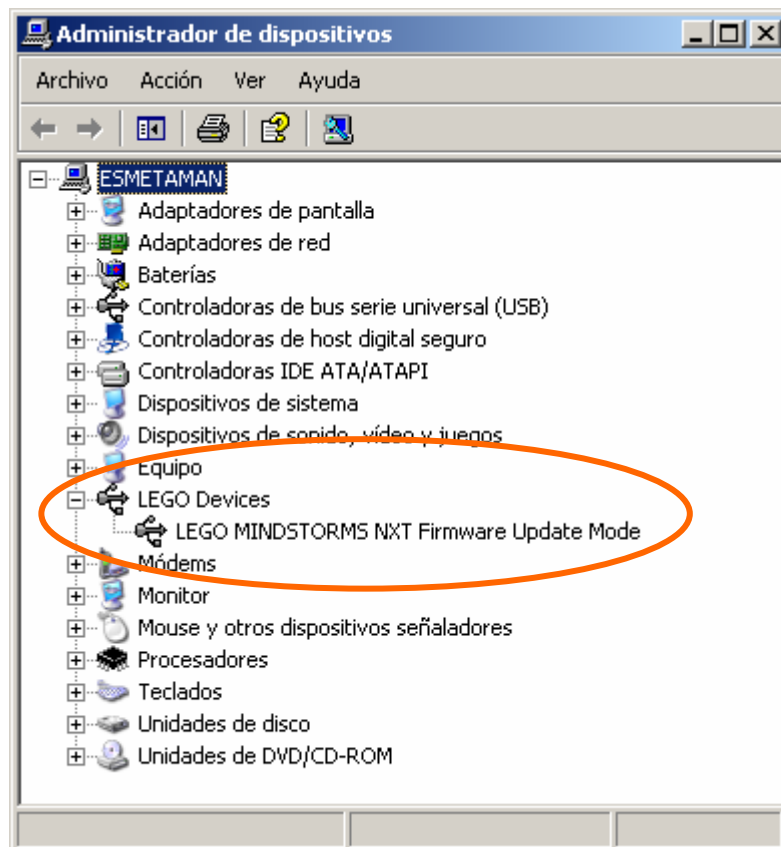 Administrador de dispositivos
Archivo Acción Ver Ayuda
ESMETAMAN
Adaptadores de pantalla
Adaptadores de red
Baterías
Controladoras de bus serie universal (USB)
Controladoras de host digital seguro
Controladoras IDE ATA/ATAPI
Dispositivos de sistema
Dispositivos de sonido, vídeo y juegos
Equipo
LEGO Devices
LEGO MINDSTORMS NXT Firmware Update Mode
Módems
Monitor
Mouse y otros dispositivos señaladores
Procesadores
Teclados
Unidades de disco
Unidades de DVD/CD-ROM